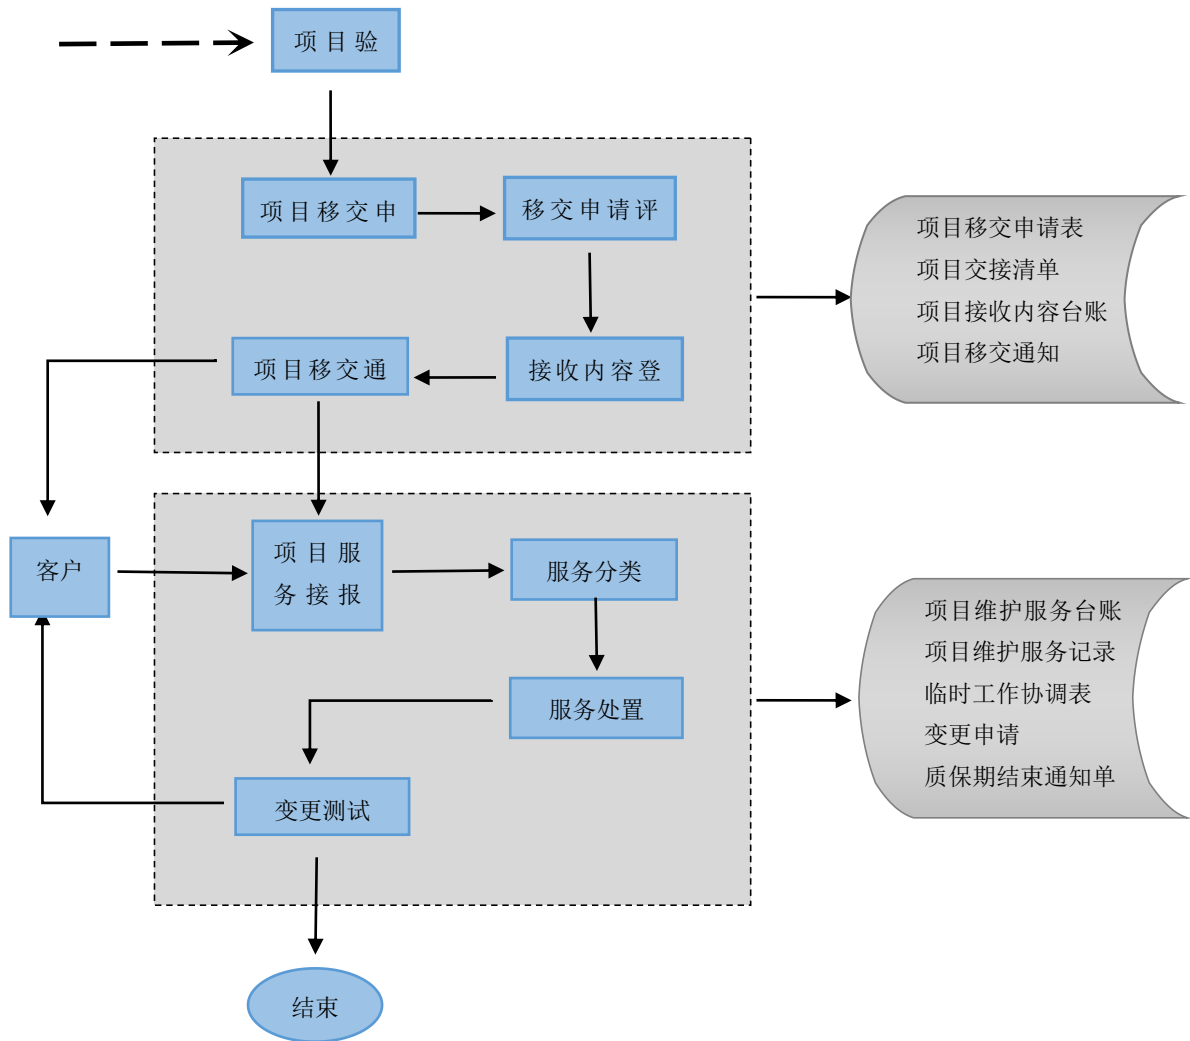 项目验
项目移交申
移交申请评
项目移交申请表
项目交接清单
项目接收内容台账
项目移交通知
项目移交通
接收内容登
客户
项目服
务接报
服务分类
服务处置
变更测试
项目维护服务台账
项目维护服务记录
临时工作协调表
变更申请
质保期结束通知单
结束